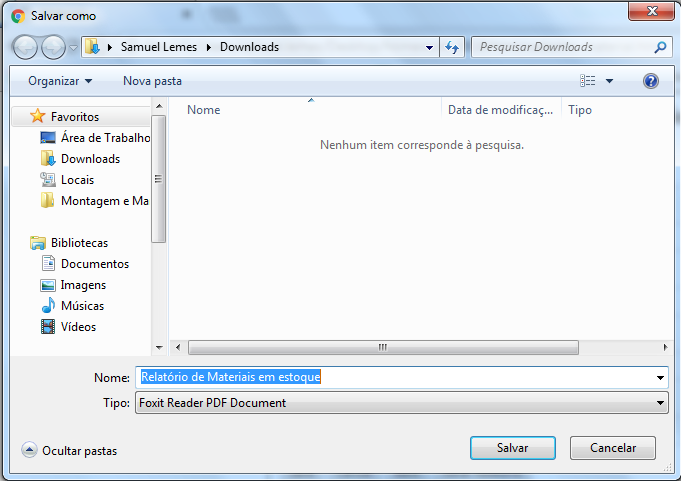 Salvar como
Samuel Lemes Downloads
Pesquisar Downloads
Organizar Nova pasta
Favoritos
Área de Trabalho
Downloads
Locais
Montagem e Ma
Bibliotecas
Documentos
Imagens
Músicas
Vídeos
Nome Data de modificaç... Tipo
Nenhum item corresponde à pesquisa.
Nome: Relatório de Materiais em estoque
Tipo: Foxit Reader PDF Document
Ocultar pastas Salvar Cancelar